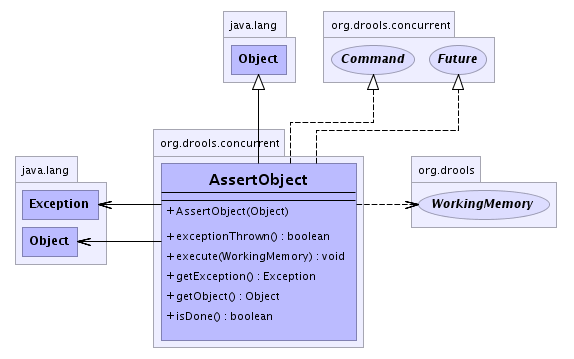 java.lang
Object
org.drools.concurrent
Command
Future
org.drools.concurrent
AssertObject
+ AssertObject(Object)
+ exceptionThrown() : boolean
+ execute(WorkingMemory) : void
+ getException() : Exception
+ getObject() : Object
+ isDone() : boolean
java.lang
Exception
Object
org.drools
WorkingMemory